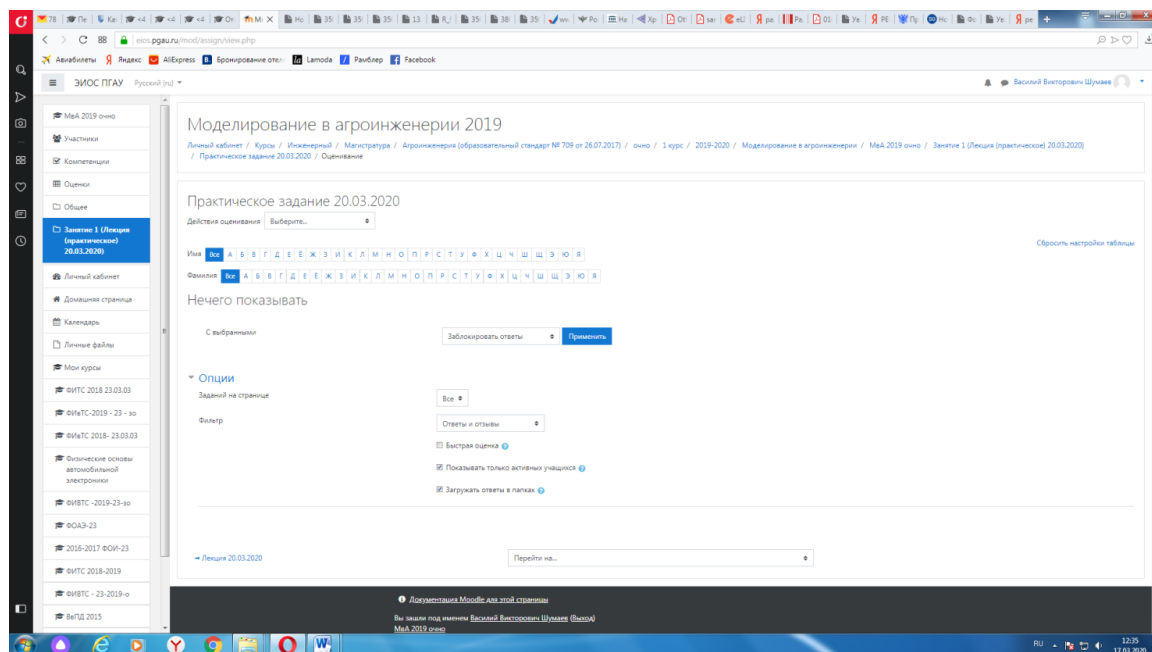 eios.pgau.ru/mod/assign/view.php
Авиабилеты Яндекс AliExpress Бронирование отел Lamoda Рамблер Facebook
ЭИОС ПГАУ Русский (ru)
Василий Викторович Шумаев
МвА 2019 очно
Участники
Компетенции
Оценки
Общее
Занятие 1 (Лекция
(практическое)
20.03.2020)
Личный кабинет
Домашняя страница
Календарь
Личные файлы
Мои курсы
ФИТС 2018 23.03.03
ФИвТС-2019 - 23 - зо
ФИвТС 2018- 23.03.03
Физические основы
автомобильной
электроники
ФИВТС -2019-23-зо
ФОАЭ-23
2016-2017 ФОИ-23
ФИТС 2018-2019
ФИВТС - 23-2019-о
ВеПД 2015
Моделирование в агроинженерии 2019
Личный кабинет / Курсы / Инженерный / Магистратура / Агроинженерия (образовательный стандарт № 709 от 26.07.2017) / очно / 1 курс / 2019-2020 / Моделирование в агроинженерии / МвА 2019 очно / Занятие 1 (Лекция (практическое) 20.03.2020)
/ Практическое задание 20.03.2020 / Оценивание
Практическое задание 20.03.2020
Действия оценивания Выберите...
Сбросить настройки таблицы
Имя Все А Б В Г Д Е Ё Ж З И К Л М Н О П Р С Т У Ф Х Ц Ч Ш Щ Э Ю Я
Фамилия Все А Б В Г Д Е Ё Ж З И К Л М Н О П Р С Т У Ф Х Ц Ч Ш Щ Э Ю Я
Нечего показывать
С выбранными Заблокировать ответы Применить
Опции
Заданий на странице Все
Фильтр Ответы и отзывы
Быстрая оценка
Показывать только активных учащихся
Загружать ответы в папках
Лекция 20.03.2020 Перейти на...
Документация Moodle для этой страницы
Вы зашли под именем Василий Викторович Шумаев (Выход)
МвА 2019 очно
RU 12:35
17.03.2020